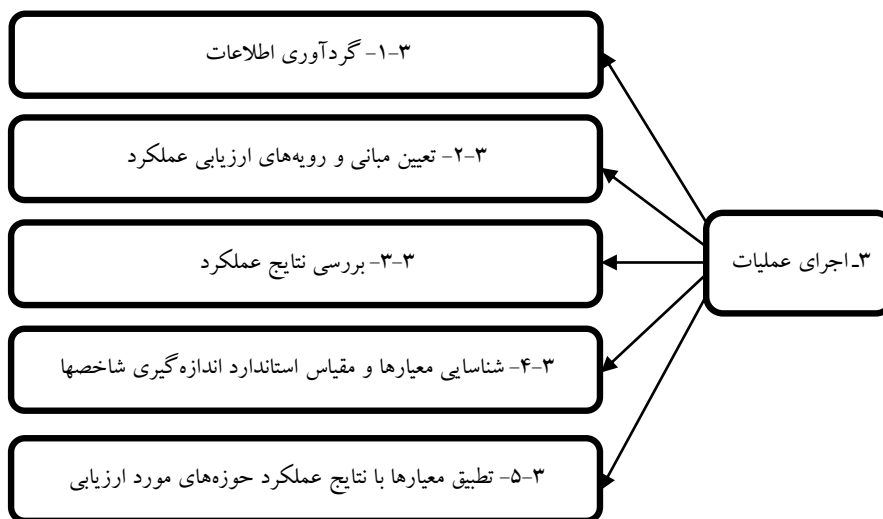 ۳ـ اجرای عملیات
۳-۱- گردآوری اطلاعات
۳-۲- تعیین مبانی و رویه‌های ارزیابی عملکرد
۳-۳- بررسی نتایج عملکرد
۳-۴- شناسایی معیارها و مقیاس استاندارد اندازه‌گیری شاخصها
۳-۵- تطبیق معیارها با نتایج عملکرد حوزه‌های مورد ارزیابی